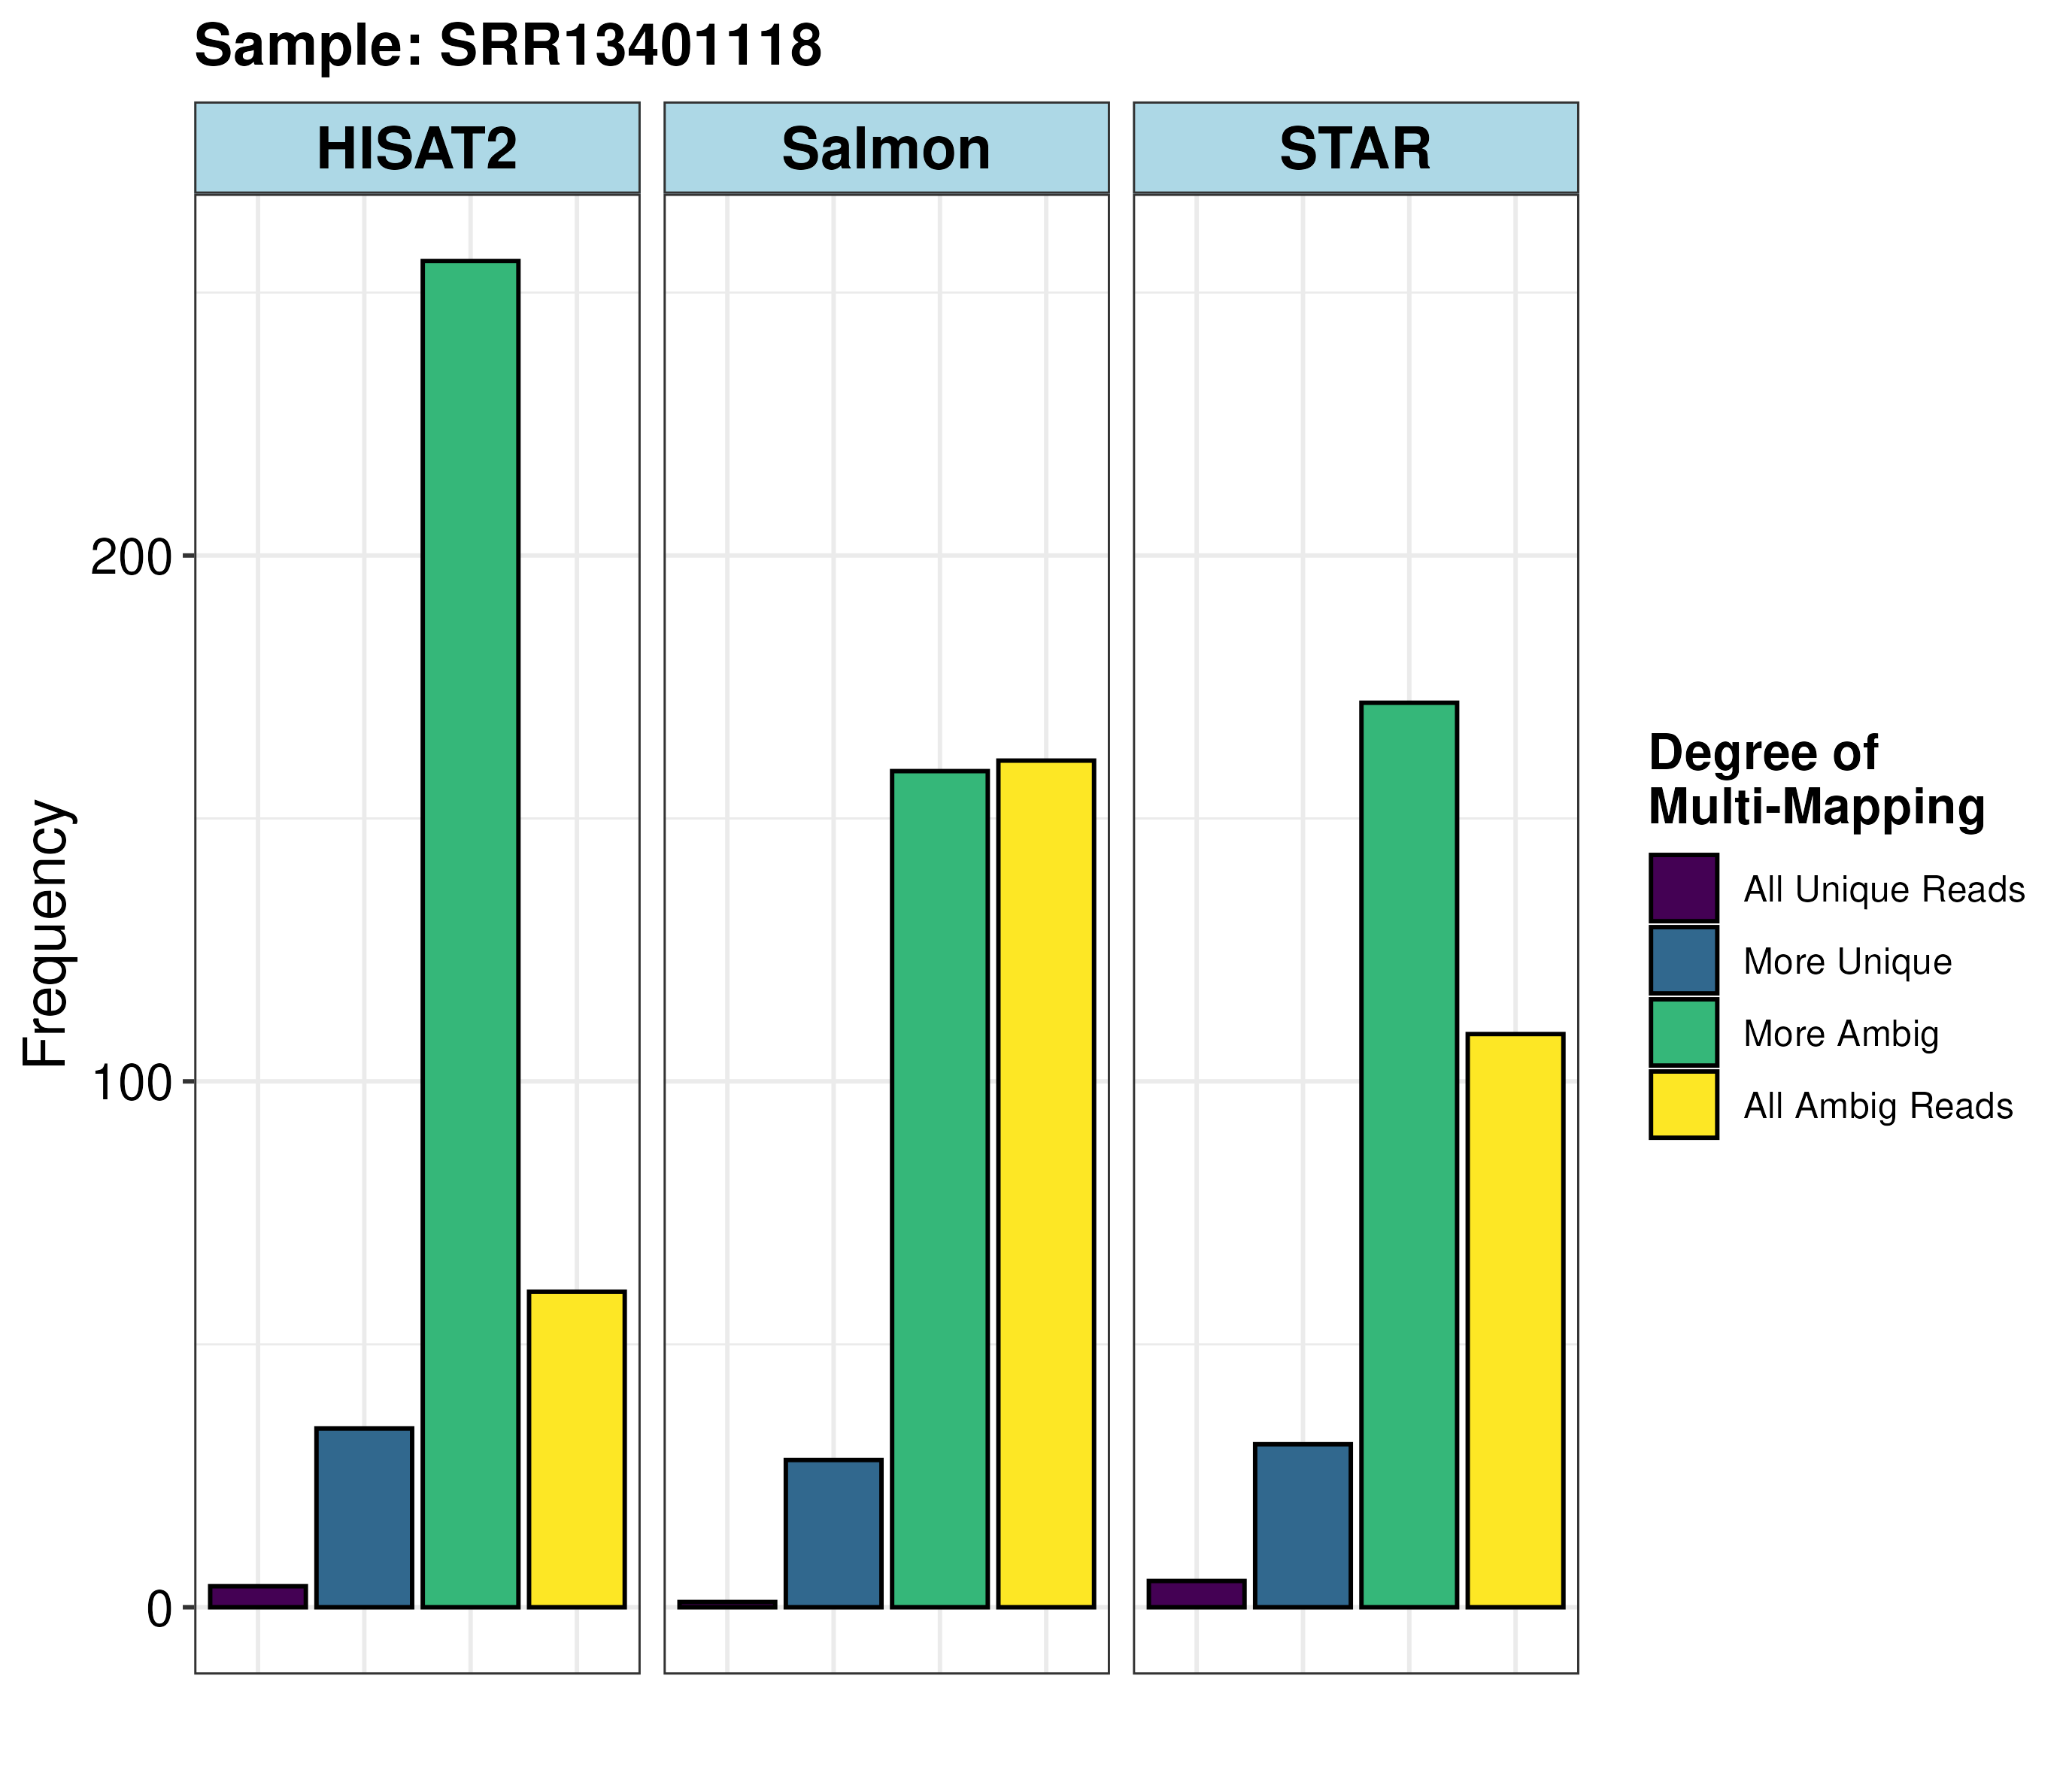 Sample: SRR13401118
HISAT2
Salmon
STAR
Frequency
200
100
0
Degree of
Multi-Mapping
All Unique Reads
More Unique
More Ambig
All Ambig Reads